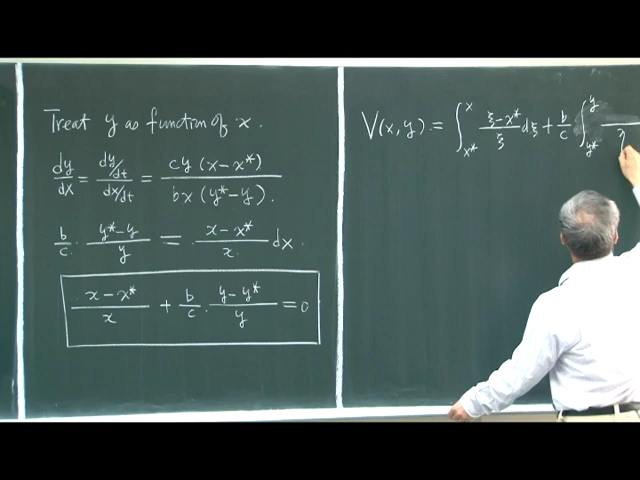 Treat y as function of x.
dy/dx = (dy/dt)/(dx/dt) = cy(x-x*)/bx(y*-y).
b/c · (y*-y)/y = (x-x*)/x dx.
(x-x*)/x + b/c · (y-y*)/y = 0
V(x,y) = ∫_{x*}^{x} (ξ-x*)/ξ dξ + b/c ∫_{y*}^{y} /η